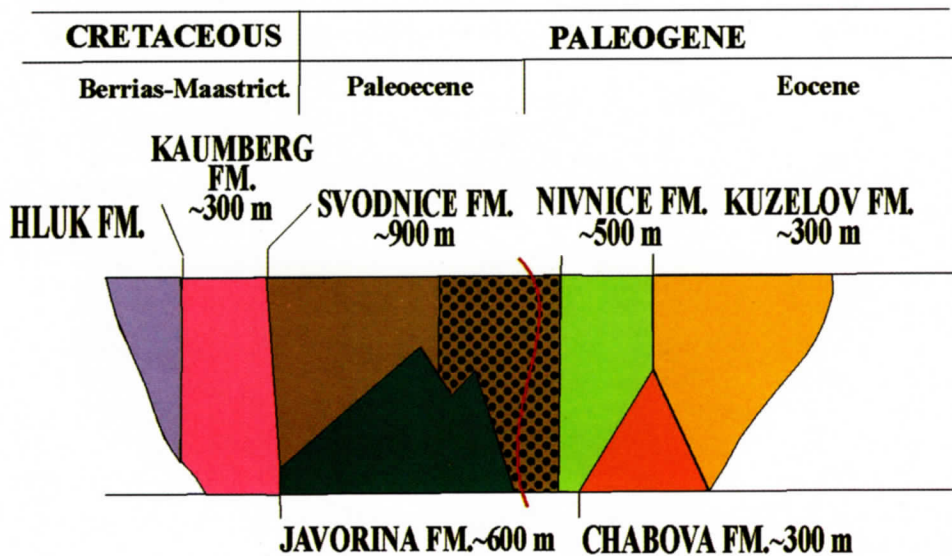 CRETACEOUS
PALEOGENE
Berrias-Maastrict.
Paleoecene
Eocene
HLUK FM.
KAUMBERG
FM.
~300 m
SVODNICE FM.
~900 m
NIVNICE FM.
~500 m
KUZELOV FM.
~300 m
JAVORINA FM.~600 m
CHABOVA FM.~300 m